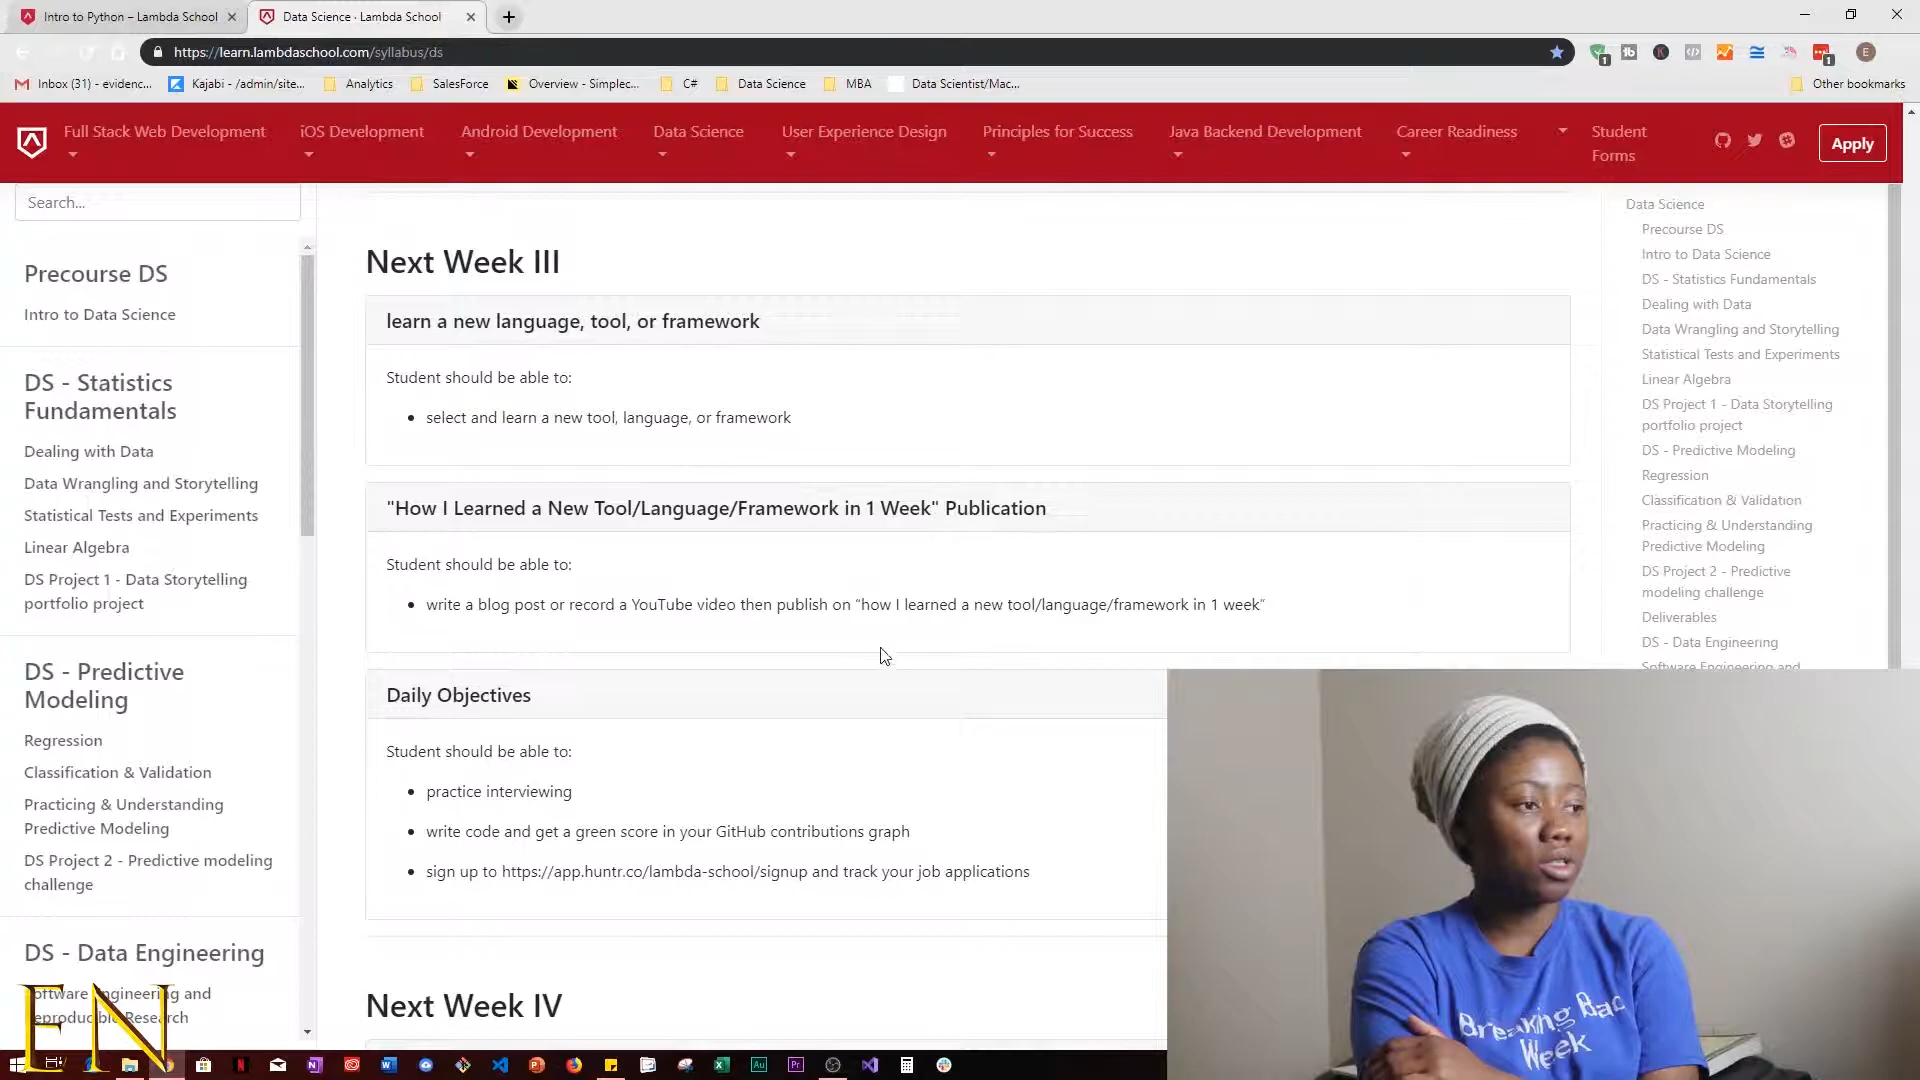 Intro to Python – Lambda School
Data Science · Lambda School
https://learn.lambdaschool.com/syllabus/ds
Inbox (31) - evidenc...
Kajabi - /admin/site...
Analytics
SalesForce
Overview - Simplec...
C#
Data Science
MBA
Data Scientist/Mac...
Other bookmarks
Full Stack Web Development
iOS Development
Android Development
Data Science
User Experience Design
Principles for Success
Java Backend Development
Career Readiness
Student
Forms
Apply
Search...
Precourse DS
Intro to Data Science
DS - Statistics
Fundamentals
Dealing with Data
Data Wrangling and Storytelling
Statistical Tests and Experiments
Linear Algebra
DS Project 1 - Data Storytelling
portfolio project
DS - Predictive
Modeling
Regression
Classification & Validation
Practicing & Understanding
Predictive Modeling
DS Project 2 - Predictive modeling
challenge
DS - Data Engineering
Software Engineering and
Reproducible Research
EN
Next Week III
learn a new language, tool, or framework
Student should be able to:
• select and learn a new tool, language, or framework
"How I Learned a New Tool/Language/Framework in 1 Week" Publication
Student should be able to:
• write a blog post or record a YouTube video then publish on “how I learned a new tool/language/framework in 1 week”
Daily Objectives
Student should be able to:
• practice interviewing
• write code and get a green score in your GitHub contributions graph
• sign up to https://app.huntr.co/lambda-school/signup and track your job applications
Next Week IV
Data Science
Precourse DS
Intro to Data Science
DS - Statistics Fundamentals
Dealing with Data
Data Wrangling and Storytelling
Statistical Tests and Experiments
Linear Algebra
DS Project 1 - Data Storytelling
portfolio project
DS - Predictive Modeling
Regression
Classification & Validation
Practicing & Understanding
Predictive Modeling
DS Project 2 - Predictive
modeling challenge
Deliverables
DS - Data Engineering
Software Engineering and
Breaking Bad
Week